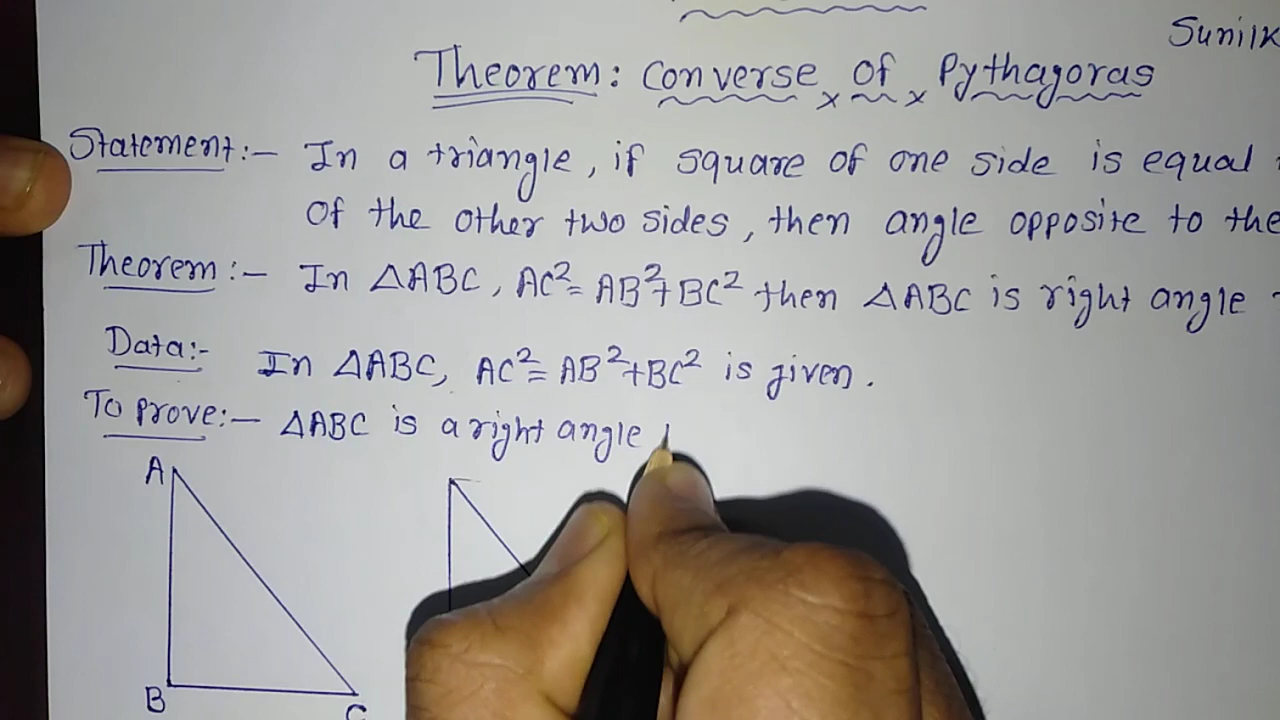 Sunilk
Theorem: Converse of Pythagoras
Statement:- In a triangle, if square of one side is equal
Of the other two sides, then angle opposite to the
Theorem:- In △ABC, AC²= AB²+BC² then △ABC is right angle
Data:- In △ABC, AC²= AB²+BC² is given.
To prove:- △ABC is a right angle
A
B
C